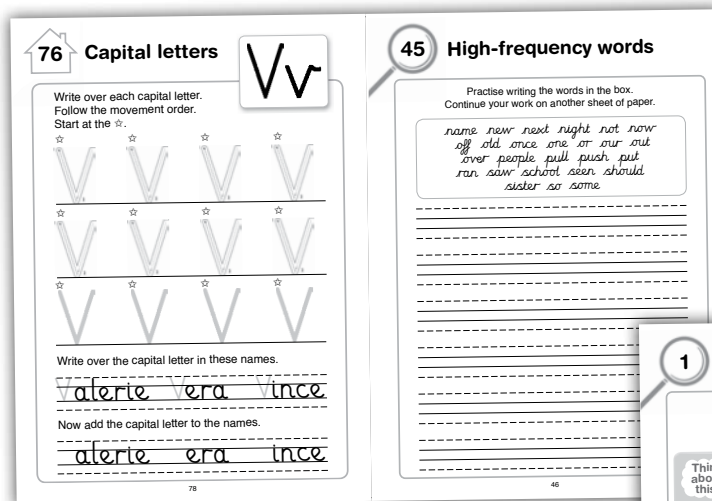 76 Capital letters
Vv
Write over each capital letter.
Follow the movement order.
Start at the ☆.
V V V V
V V V V
V V V V
Write over the capital letter in these names.
Valerie Vera Vince
Now add the capital letter to the names.
alerie era ince
78
45 High-frequency words
Practise writing the words in the box.
Continue your work on another sheet of paper.
name new next night not now
off old once one or our out
over people pull push put
ran saw school seen should
sister so some
46
1
this